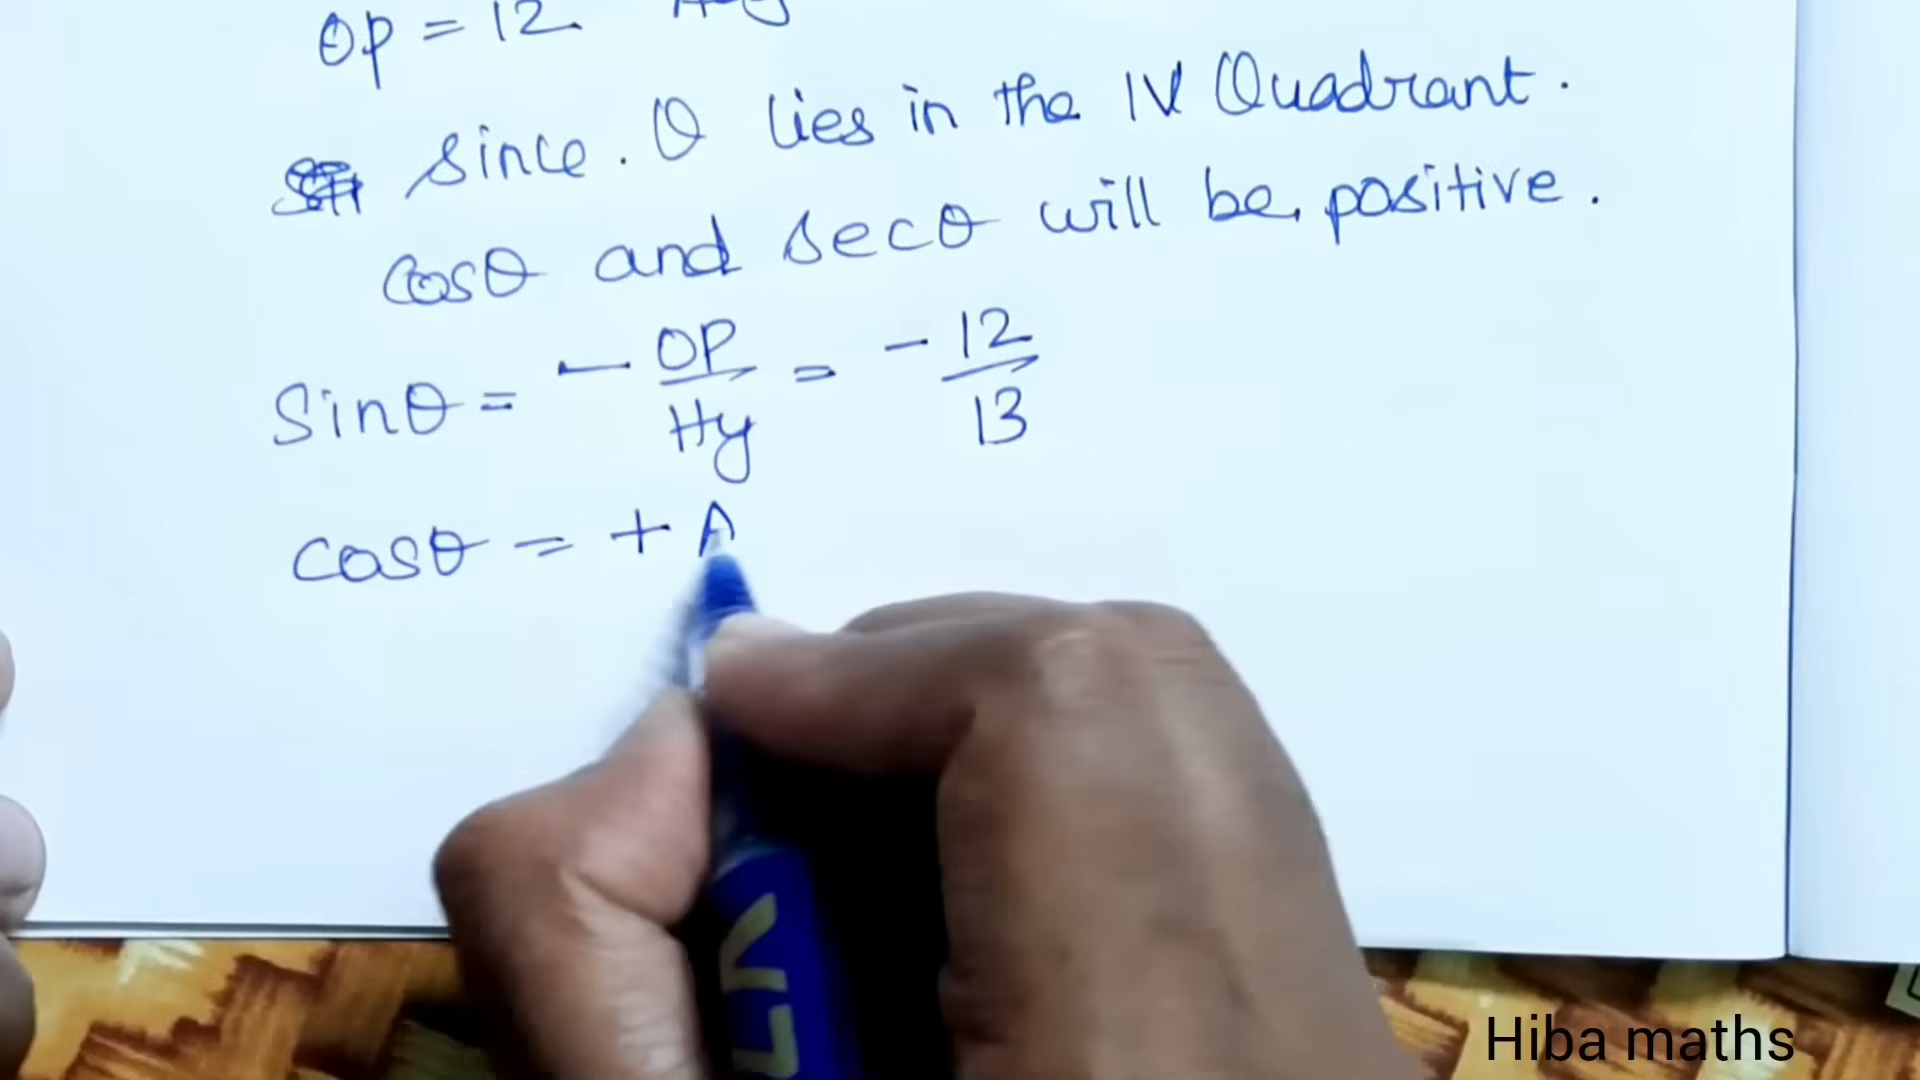 OP = 12
since. θ lies in the IV Quadrant.
cosθ and secθ will be positive.
Sinθ = - OP/Hy = - 12/13
cosθ = + A
Hiba maths